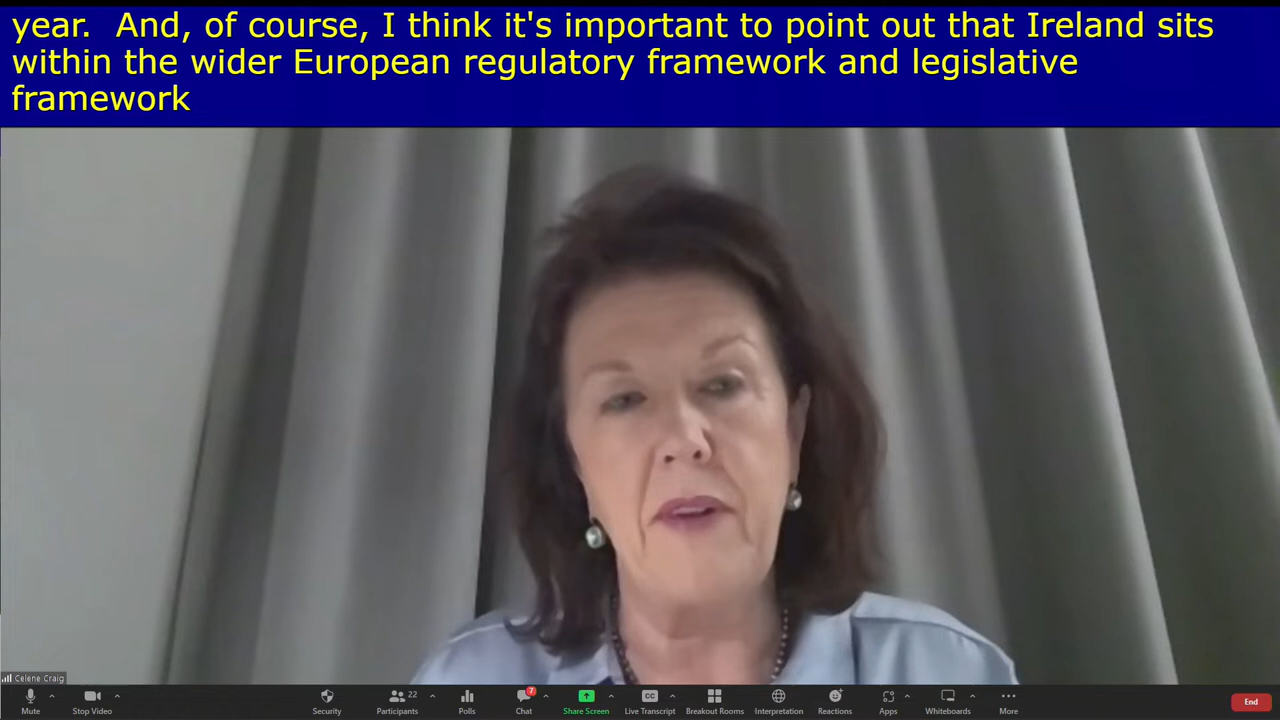 year.  And, of course, I think it's important to point out that Ireland sits
within the wider European regulatory framework and legislative
framework
Celene Craig
Mute
Stop Video
Security
22
Participants
Polls
7
Chat
Share Screen
CC
Live Transcript
Breakout Rooms
Interpretation
Reactions
Apps
Whiteboards
More
End